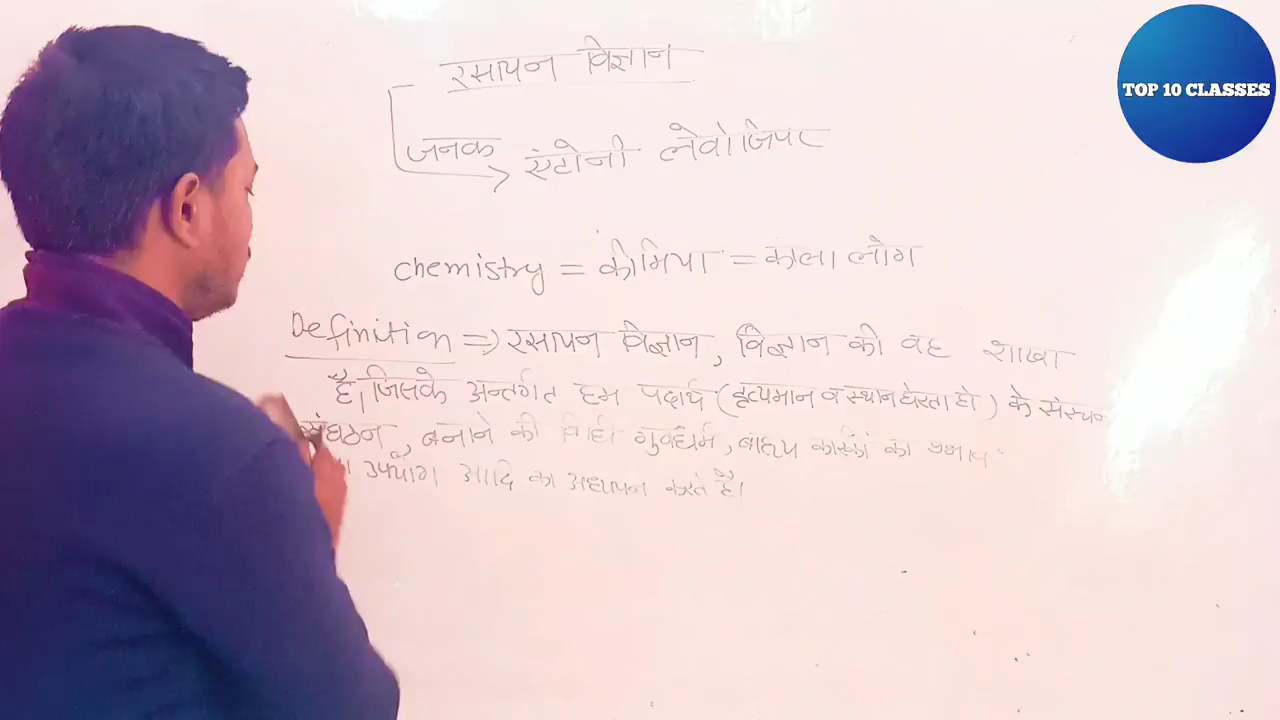 रसायन विज्ञान
TOP 10 CLASSES
जनक → एंटोनी लेवोजियर
chemistry = कीमिया = काला लोग
Definition => रसायन विज्ञान, विज्ञान की वह शाखा
है, जिसके अन्तर्गत हम पदार्थ (द्रव्यमान व स्थान घेरता हो) के
संघठन, बनाने की विधि गुणधर्म, बाह्य कारकों का प्रभाव
उपयोग आदि का अध्ययन करते है।